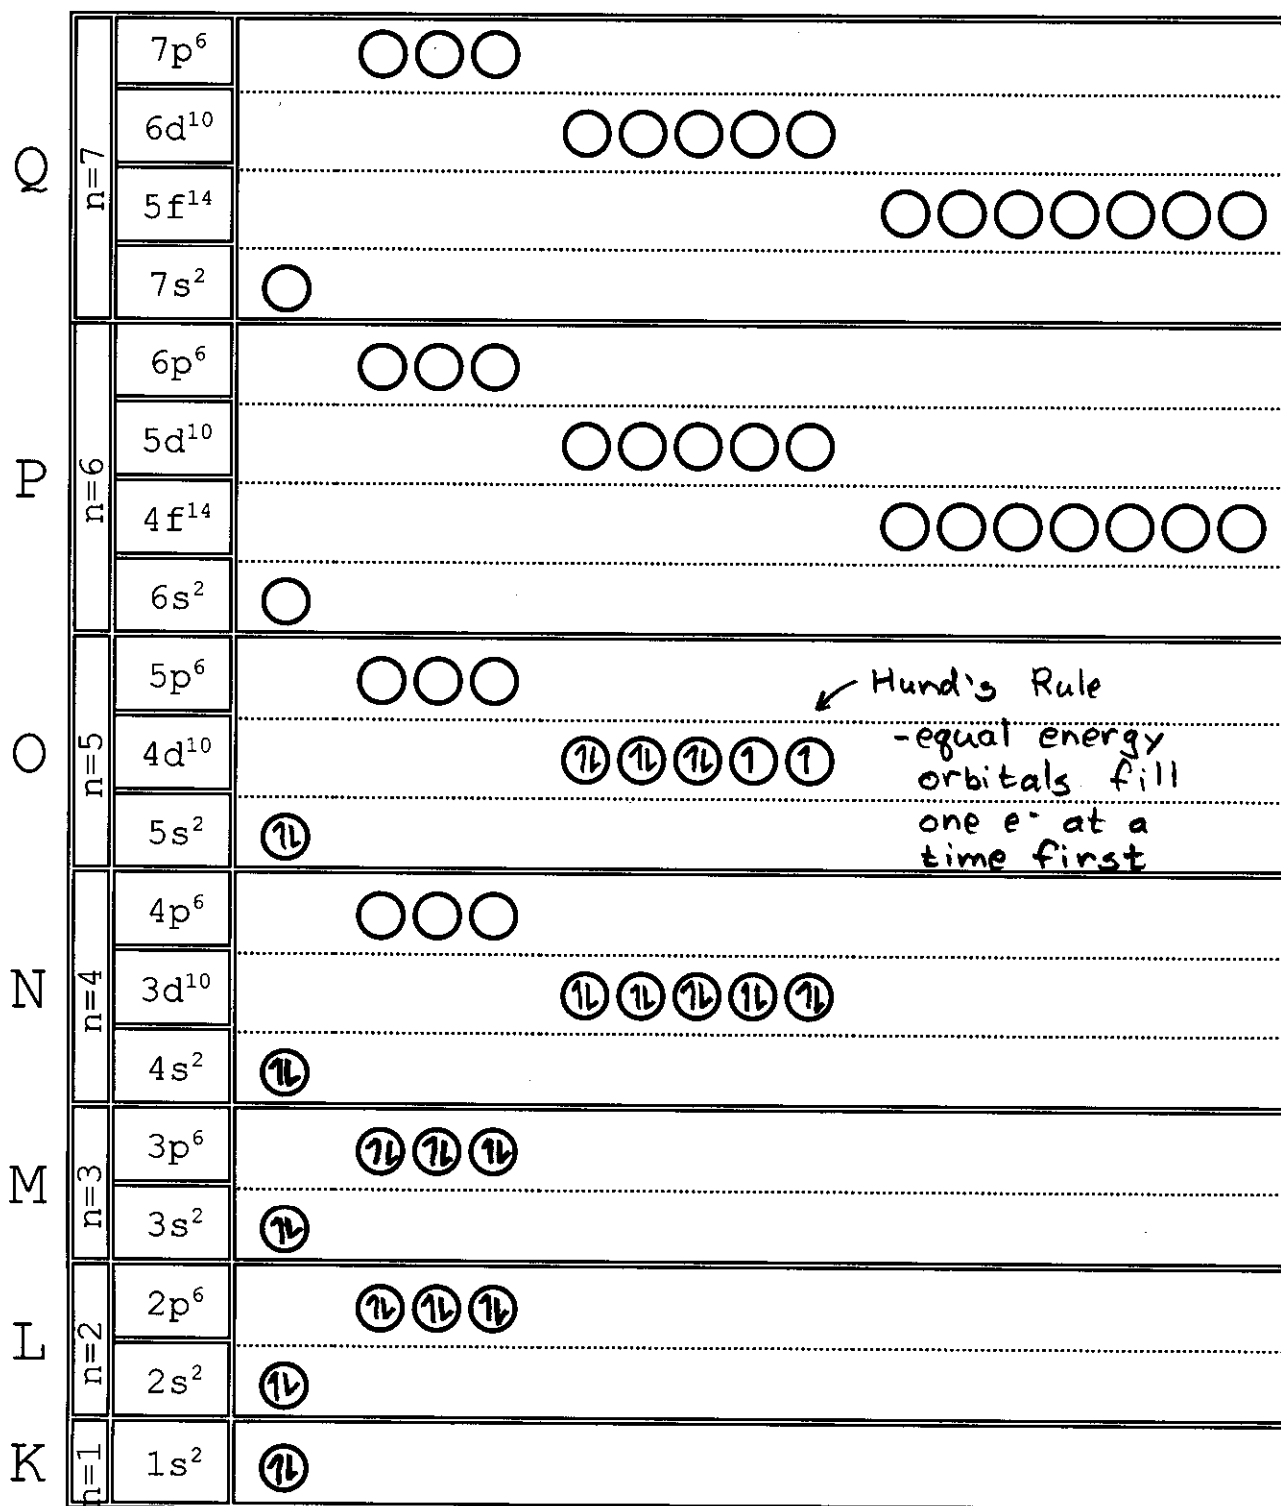 Q
n=7
7p⁶
6d¹⁰
5f¹⁴
7s²
P
n=6
6p⁶
5d¹⁰
4f¹⁴
6s²
O
n=5
5p⁶
4d¹⁰
5s²
Hund's Rule
-equal energy
orbitals fill
one e⁻ at a
time first
N
n=4
4p⁶
3d¹⁰
4s²
M
n=3
3p⁶
3s²
L
n=2
2p⁶
2s²
K
n=1
1s²